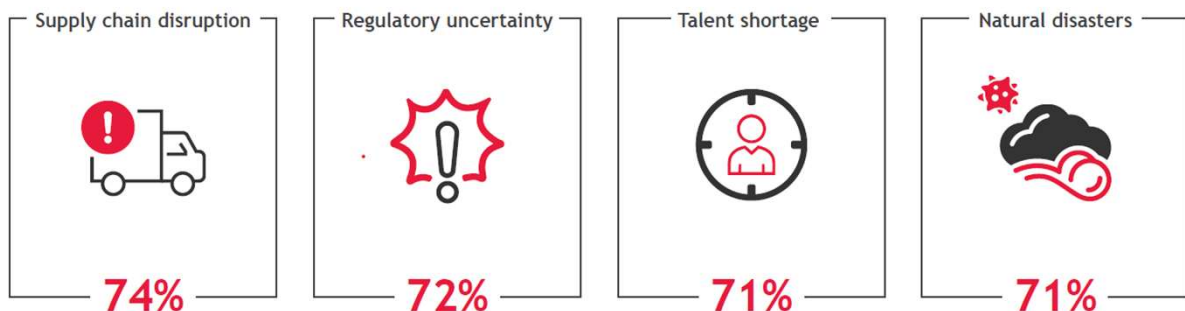 Supply chain disruption
Regulatory uncertainty
Talent shortage
Natural disasters
74%
72%
71%
71%